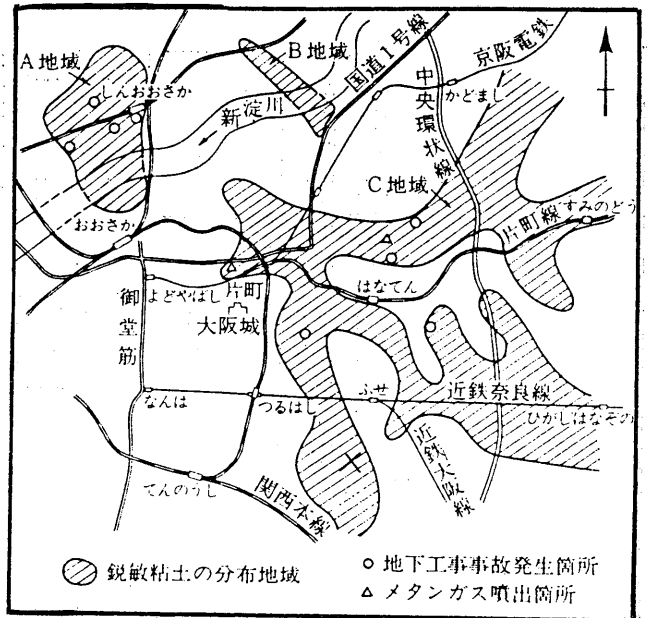 A地域
B地域
国道1号線
京阪電鉄
しんおおさか
中央環状線
かどまし
新淀川
C地域
片町線
すみのどう
おおさか
はなてん
よどやばし
片町
大阪城
御堂筋
近鉄奈良線
なんば
つるはし
ふせ
ひがしはなぞの
近鉄大阪線
てんのうじ
関西本線
鋭敏粘土の分布地域
地下工事事故発生箇所
メタンガス噴出箇所